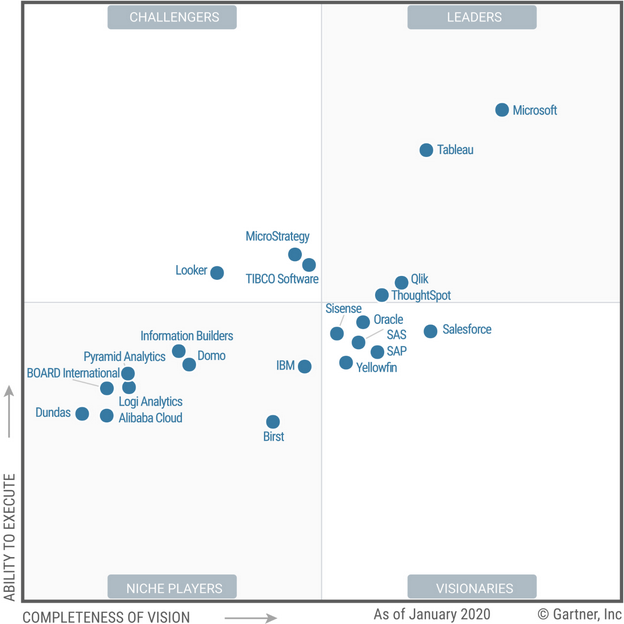 CHALLENGERS
LEADERS
Microsoft
Tableau
MicroStrategy
Looker
TIBCO Software
Qlik
ThoughtSpot
Sisense
Oracle
Salesforce
SAS
SAP
Yellowfin
Information Builders
Pyramid Analytics
Domo
IBM
BOARD International
Logi Analytics
Dundas
Alibaba Cloud
Birst
ABILITY TO EXECUTE
NICHE PLAYERS
VISIONARIES
COMPLETENESS OF VISION
As of January 2020
© Gartner, Inc